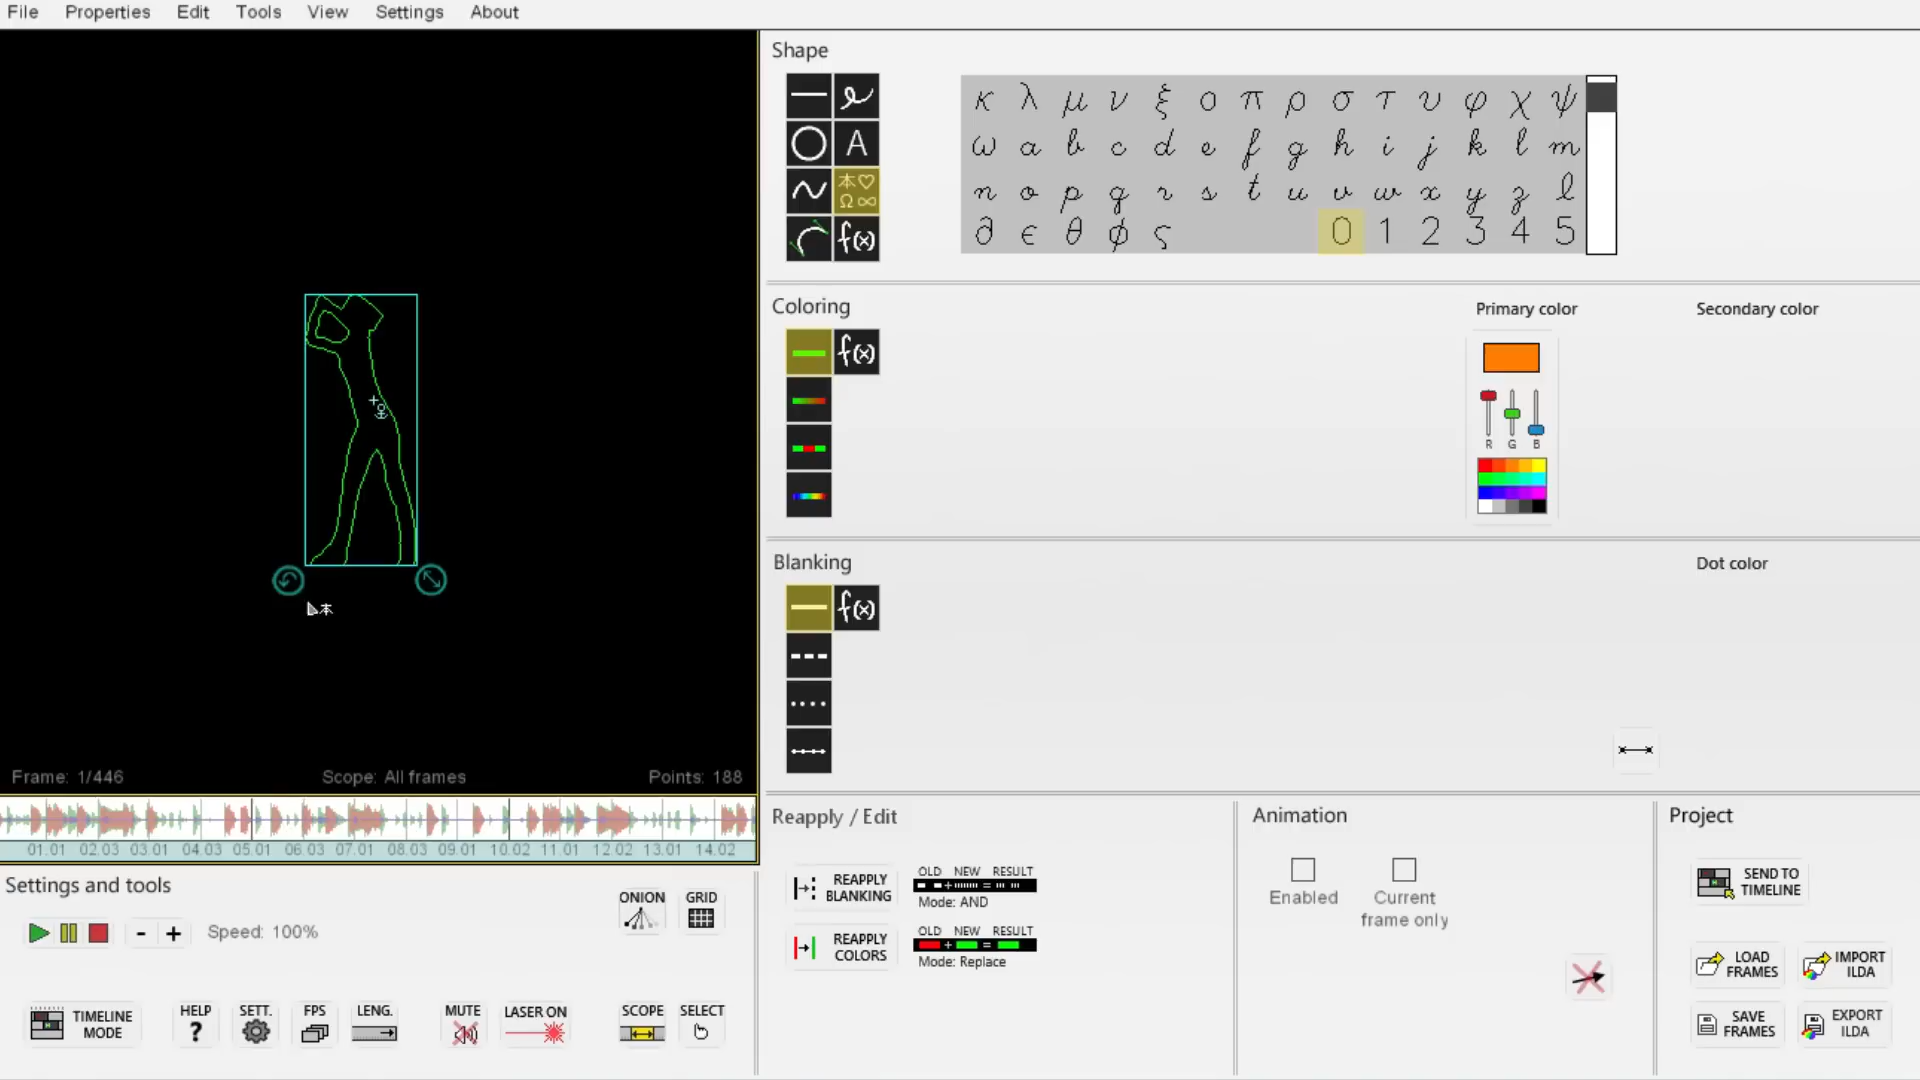 File Properties Edit Tools View Settings About
Shape
κ λ μ ν ξ ο π ρ σ τ υ φ χ ψ
A
本♡
Ω∞
ω a b c d e f g h i j k l m
n o p q r s t u v w x y z l
f(x)
∂ ϵ θ ϕ ς 0 1 2 3 4 5
Coloring
Primary color
Secondary color
f(x)
R G B
Blanking
Dot color
f(x)
本
Frame: 1/446
Scope: All frames
Points: 188
01.01 02.03 03.01 04.03 05.01 06.03 07.01 08.03 09.01 10.02 11.01 12.02 13.01 14.02
Settings and tools
ONION
GRID
- + Speed: 100%
TIMELINE
MODE
HELP
?
SETT.
FPS
LENG.
MUTE
LASER ON
SCOPE
SELECT
Reapply / Edit
REAPPLY
BLANKING
OLD NEW RESULT
+ =
Mode: AND
REAPPLY
COLORS
OLD NEW RESULT
+ =
Mode: Replace
Animation
Enabled
Current
frame only
Project
SEND TO
TIMELINE
LOAD
FRAMES
IMPORT
ILDA
SAVE
FRAMES
EXPORT
ILDA